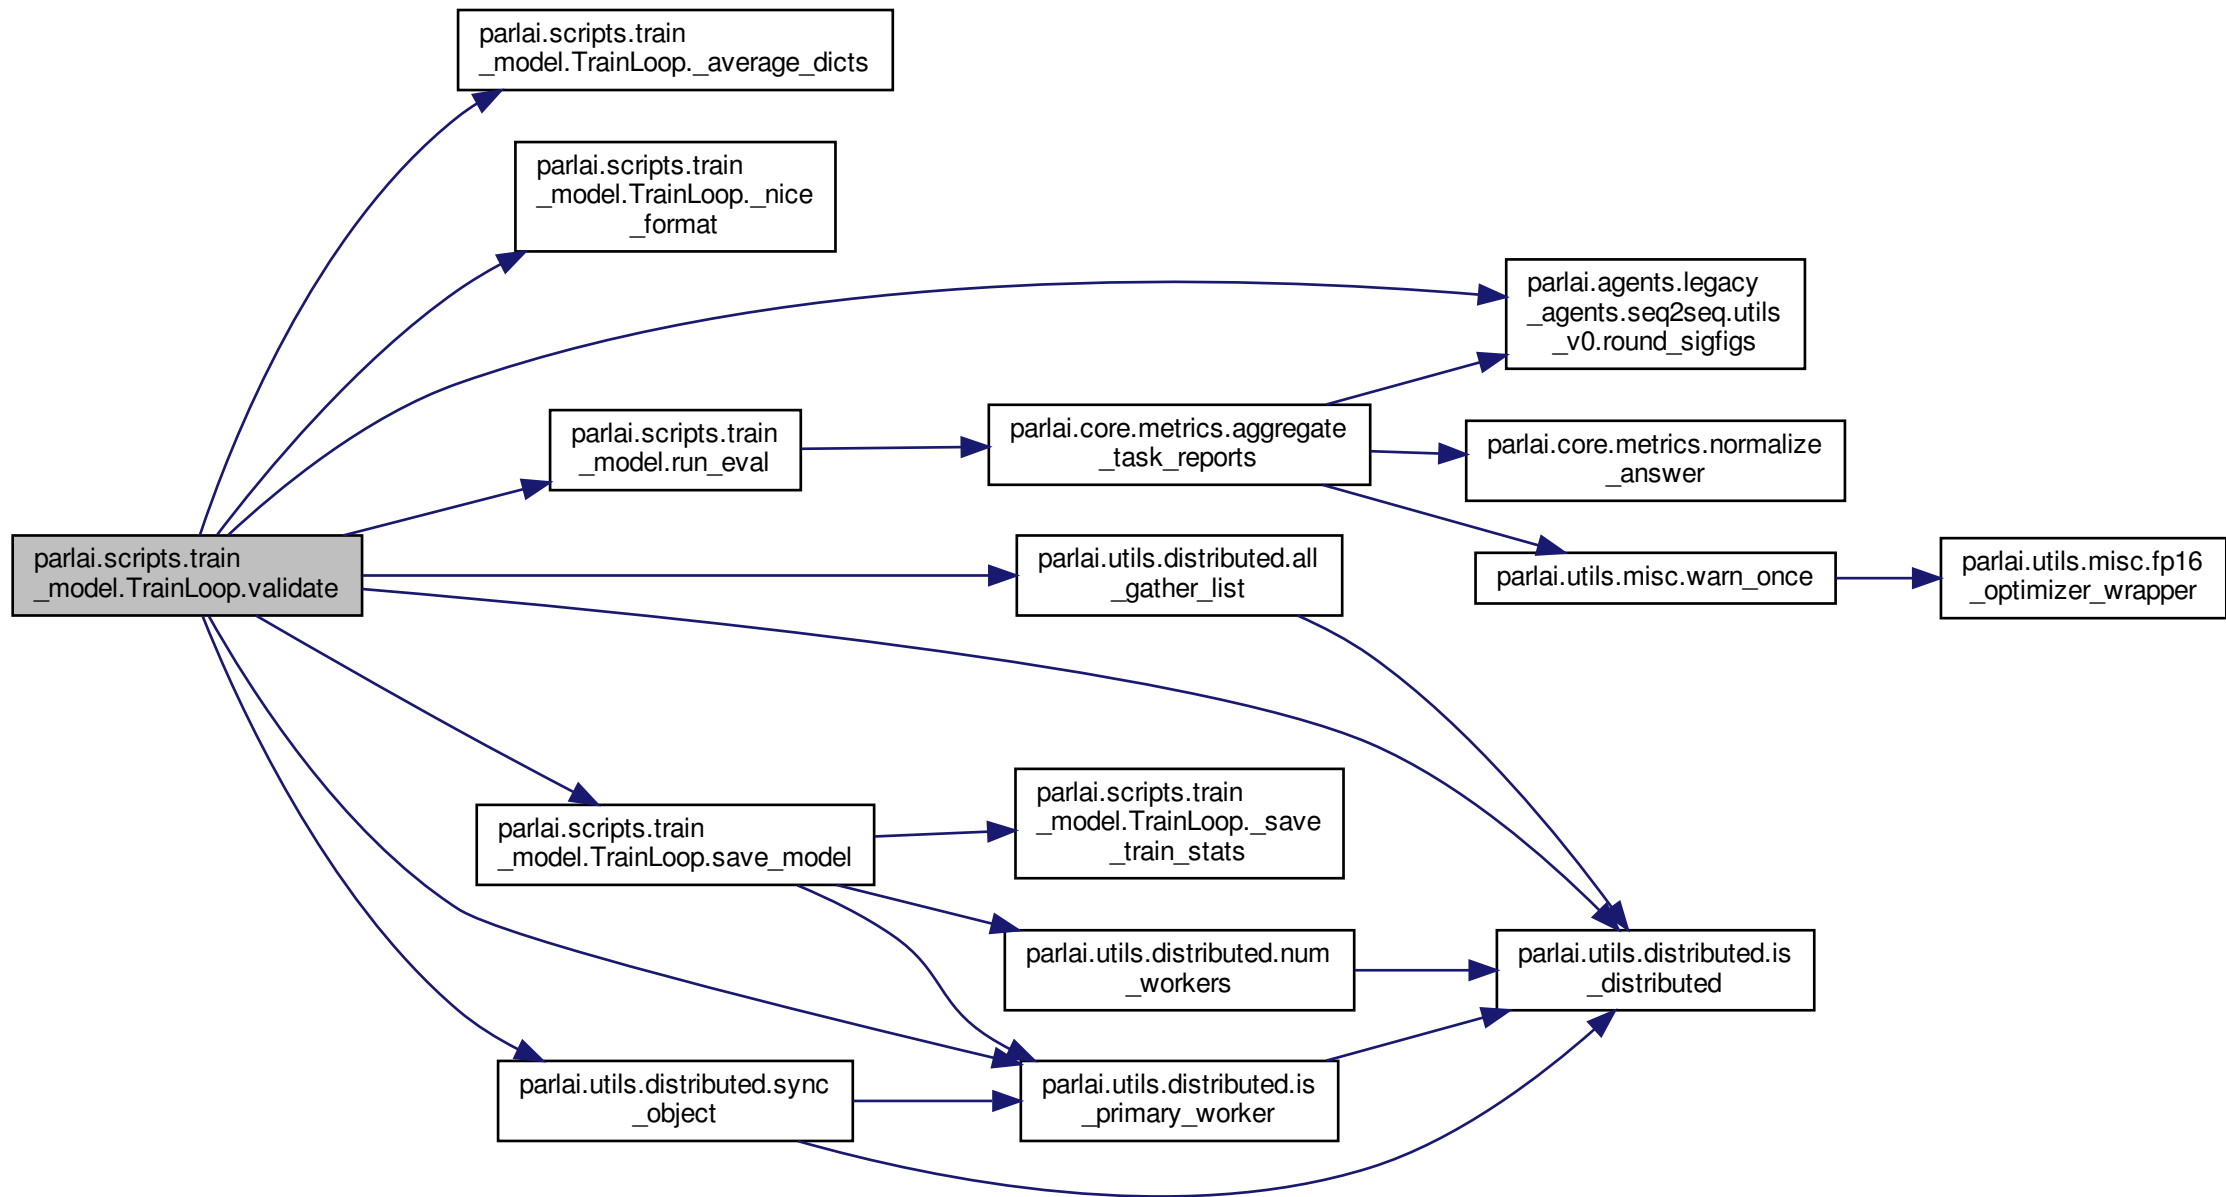 parlai.scripts.train
_model.TrainLoop._average_dicts
parlai.scripts.train
_model.TrainLoop._nice
_format
parlai.agents.legacy
_agents.seq2seq.utils
_v0.round_sigfigs
parlai.scripts.train
_model.run_eval
parlai.core.metrics.aggregate
_task_reports
parlai.core.metrics.normalize
_answer
parlai.scripts.train
_model.TrainLoop.validate
parlai.utils.distributed.all
_gather_list
parlai.utils.misc.warn_once
parlai.utils.misc.fp16
_optimizer_wrapper
parlai.scripts.train
_model.TrainLoop.save_model
parlai.scripts.train
_model.TrainLoop._save
_train_stats
parlai.utils.distributed.num
_workers
parlai.utils.distributed.is
_distributed
parlai.utils.distributed.sync
_object
parlai.utils.distributed.is
_primary_worker